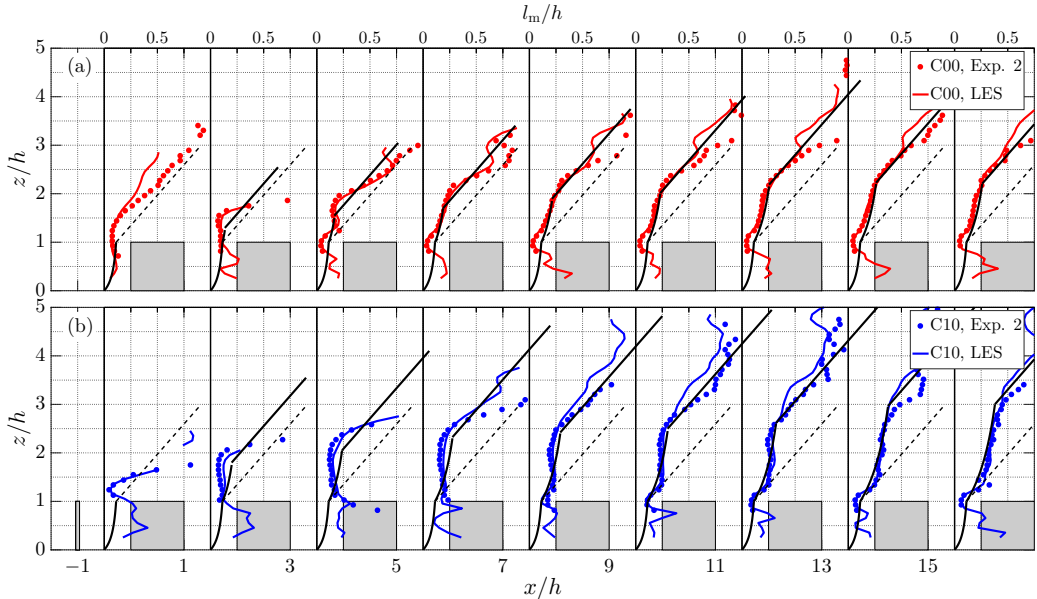 l_m/h
0 0.5 0 0.5 0 0.5 0 0.5 0 0.5 0 0.5 0 0.5 0 0.5 0 0.5
5
4
3
2
1
0
z/h
(a)
C00, Exp. 2
C00, LES
5
4
3
2
1
0
z/h
(b)
C10, Exp. 2
C10, LES
−1 1 3 5 7 9 11 13 15
x/h